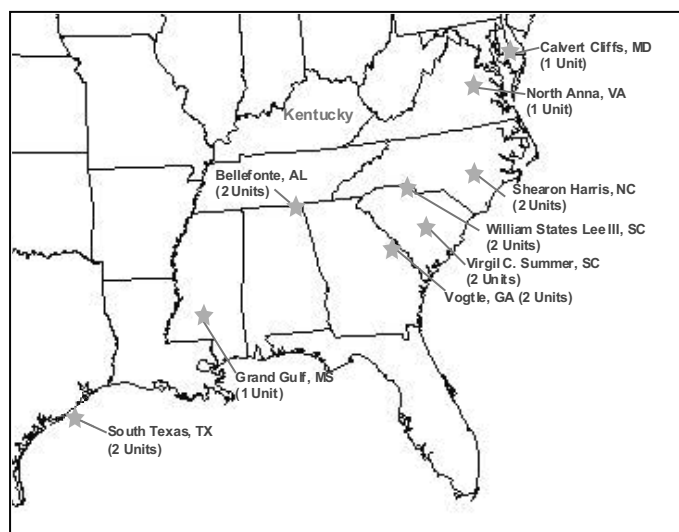 Calvert Cliffs, MD
(1 Unit)
North Anna, VA
(1 Unit)
Kentucky
Bellefonte, AL
(2 Units)
Shearon Harris, NC
(2 Units)
William States Lee III, SC
(2 Units)
Virgil C. Summer, SC
(2 Units)
Vogtle, GA (2 Units)
Grand Gulf, MS
(1 Unit)
South Texas, TX
(2 Units)